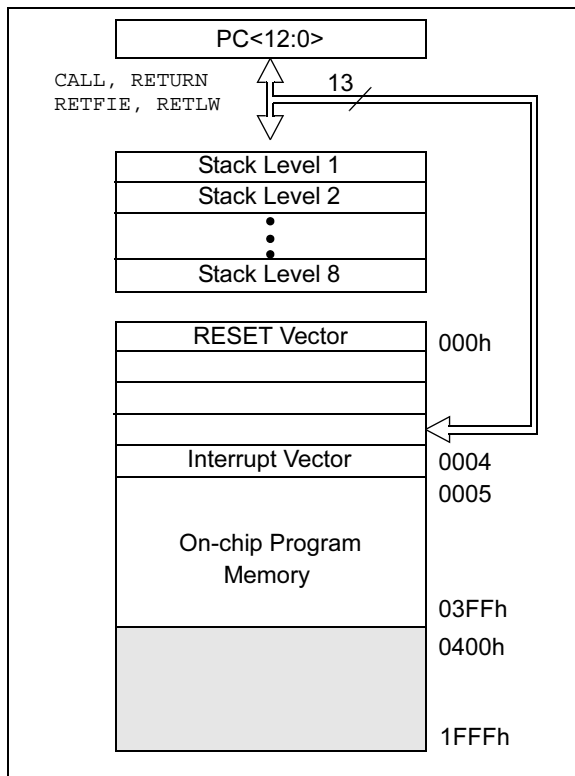 PC<12:0>
CALL, RETURN
RETFIE, RETLW
13
Stack Level 1
Stack Level 2
Stack Level 8
RESET Vector
000h
Interrupt Vector
0004
0005
On-chip Program
Memory
03FFh
0400h
1FFFh